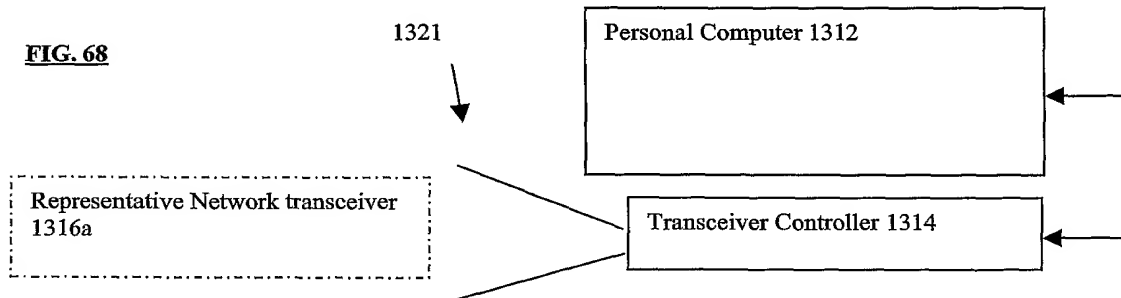 FIG. 68
1321
Personal Computer 1312
Representative Network transceiver
1316a
Transceiver Controller 1314